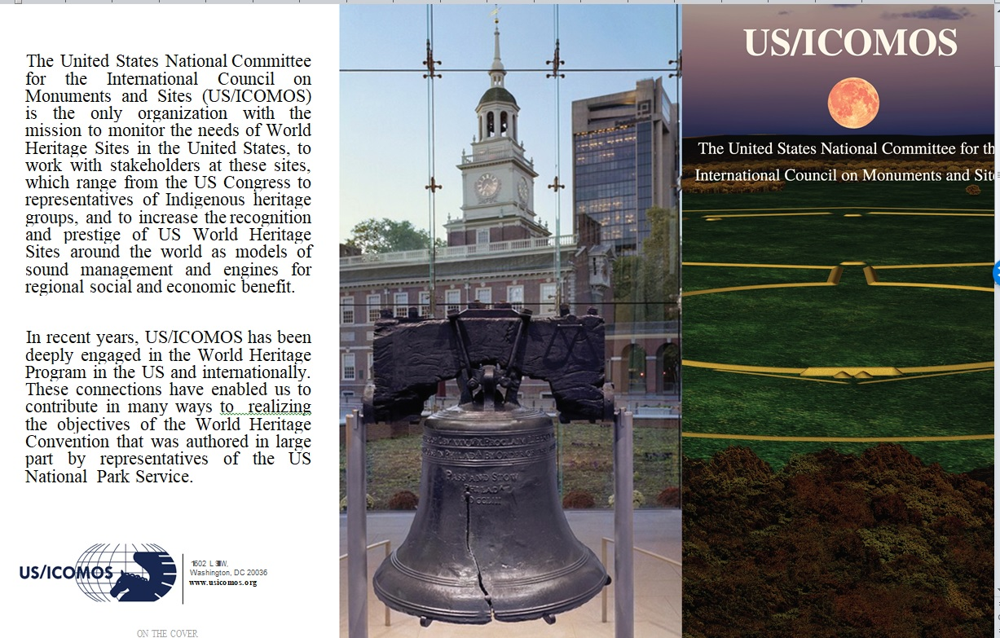 The United States National Committee
for the International Council on
Monuments and Sites (US/ICOMOS)
is the only organization with the
mission to monitor the needs of World
Heritage Sites in the United States, to
work with stakeholders at these sites,
which range from the US Congress to
representatives of Indigenous heritage
groups, and to increase the recognition
and prestige of US World Heritage
Sites around the world as models of
sound management and engines for
regional social and economic benefit.
In recent years, US/ICOMOS has been
deeply engaged in the World Heritage
Program in the US and internationally.
These connections have enabled us to
contribute in many ways to realizing
the objectives of the World Heritage
Convention that was authored in large
part by representatives of the US
National Park Service.
US/ICOMOS
Washington, DC 20036
www.usicomos.org
ON THE COVER
PASS AND STOW
PHILADA
MDCCLIII
US/ICOMOS
The United States National Committee for th
International Council on Monuments and Sit